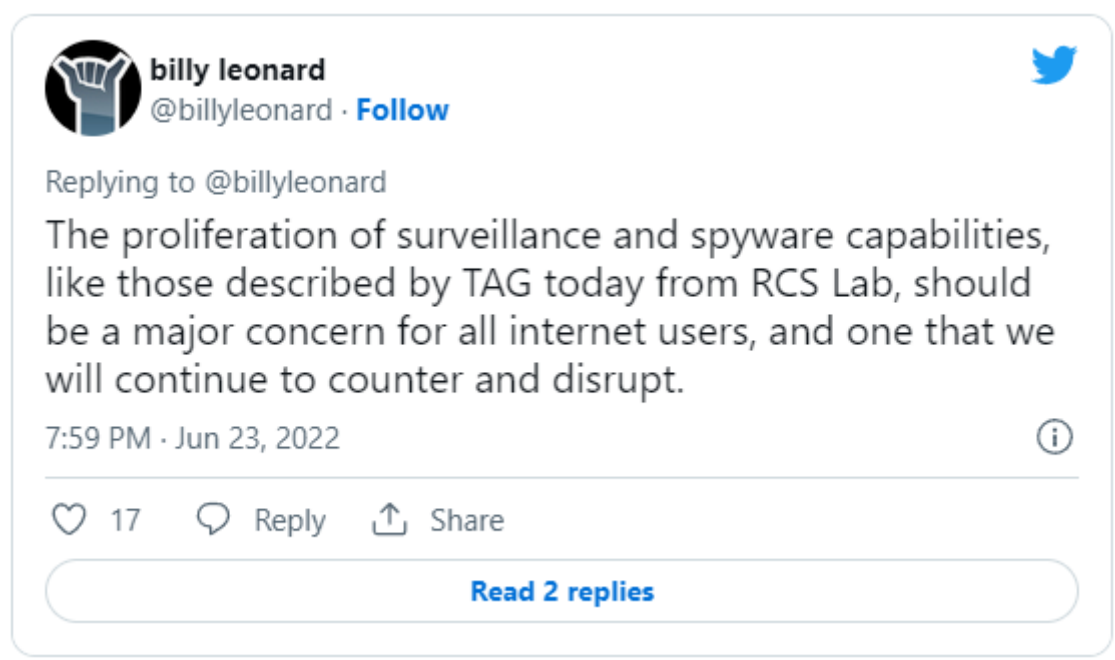 billy leonard
@billyleonard · Follow
Replying to @billyleonard
The proliferation of surveillance and spyware capabilities,
like those described by TAG today from RCS Lab, should
be a major concern for all internet users, and one that we
will continue to counter and disrupt.
7:59 PM · Jun 23, 2022
17 Reply Share
Read 2 replies